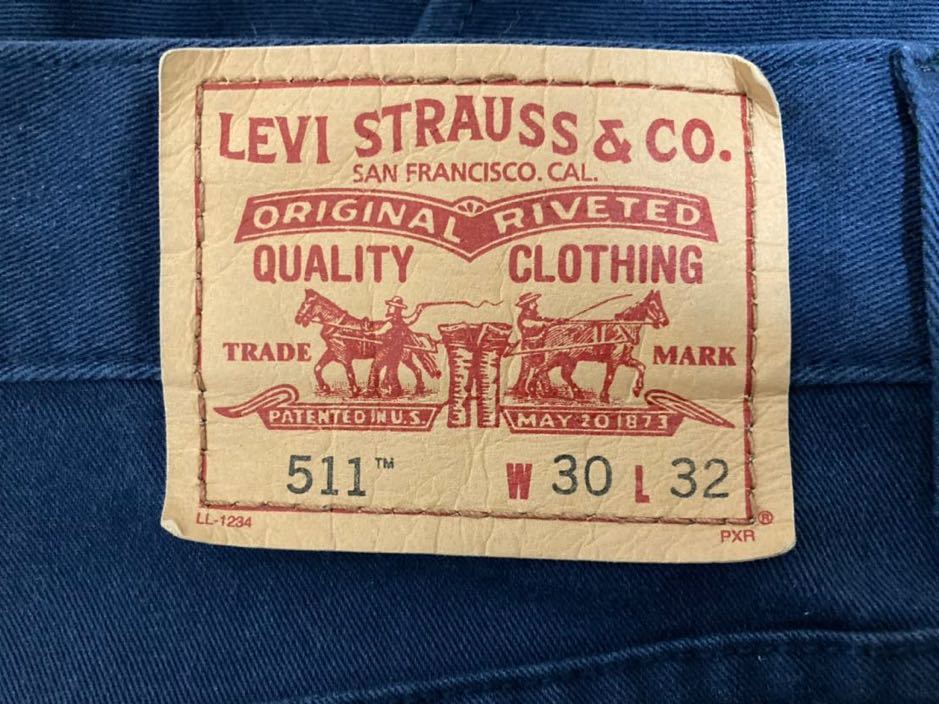 LEVI STRAUSS & CO.
SAN FRANCISCO. CAL.
ORIGINAL RIVETED
QUALITY CLOTHING
TRADE MARK
PATENTED IN U.S. MAY 20 1873
511™ W 30 L 32
LL-1234 ®
PXR